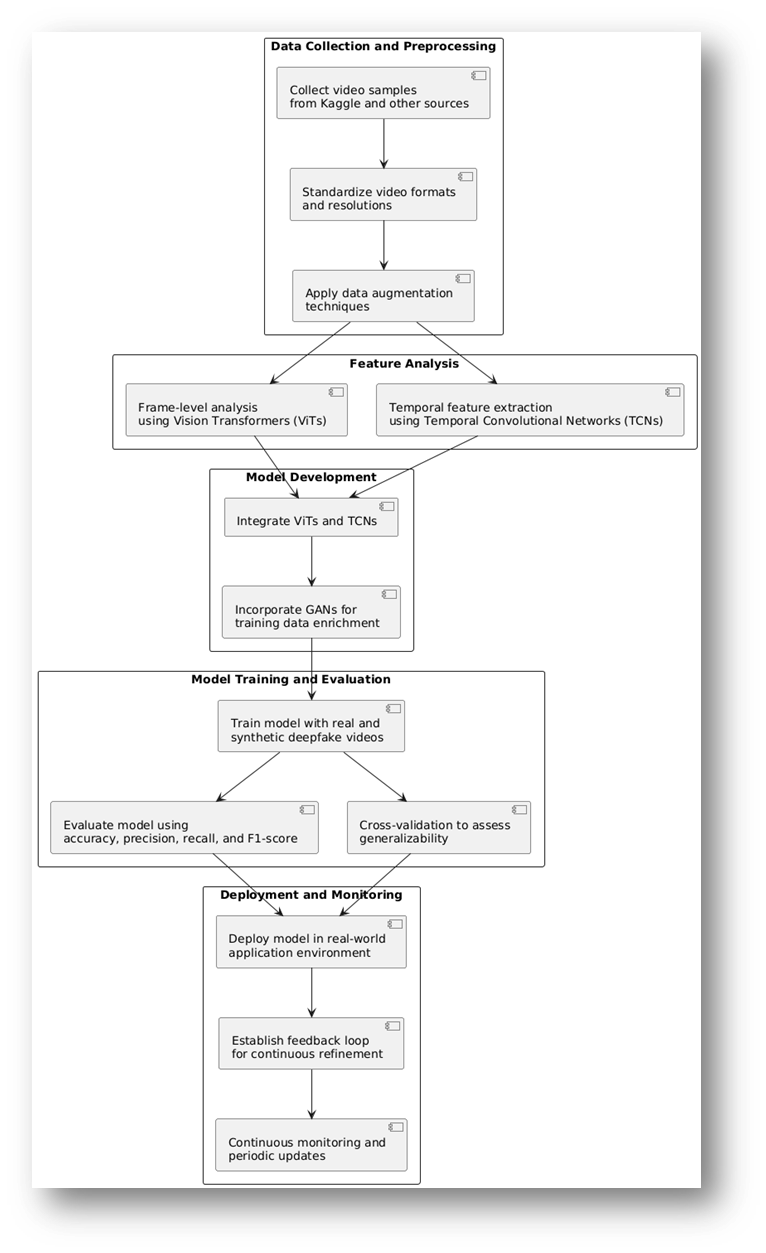 Data Collection and Preprocessing
Collect video samples
from Kaggle and other sources
Standardize video formats
and resolutions
Apply data augmentation
techniques
Feature Analysis
Frame-level analysis
using Vision Transformers (ViTs)
Temporal feature extraction
using Temporal Convolutional Networks (TCNs)
Model Development
Integrate ViTs and TCNs
Incorporate GANs for
training data enrichment
Model Training and Evaluation
Train model with real and
synthetic deepfake videos
Evaluate model using
accuracy, precision, recall, and F1-score
Cross-validation to assess
generalizability
Deployment and Monitoring
Deploy model in real-world
application environment
Establish feedback loop
for continuous refinement
Continuous monitoring and
periodic updates